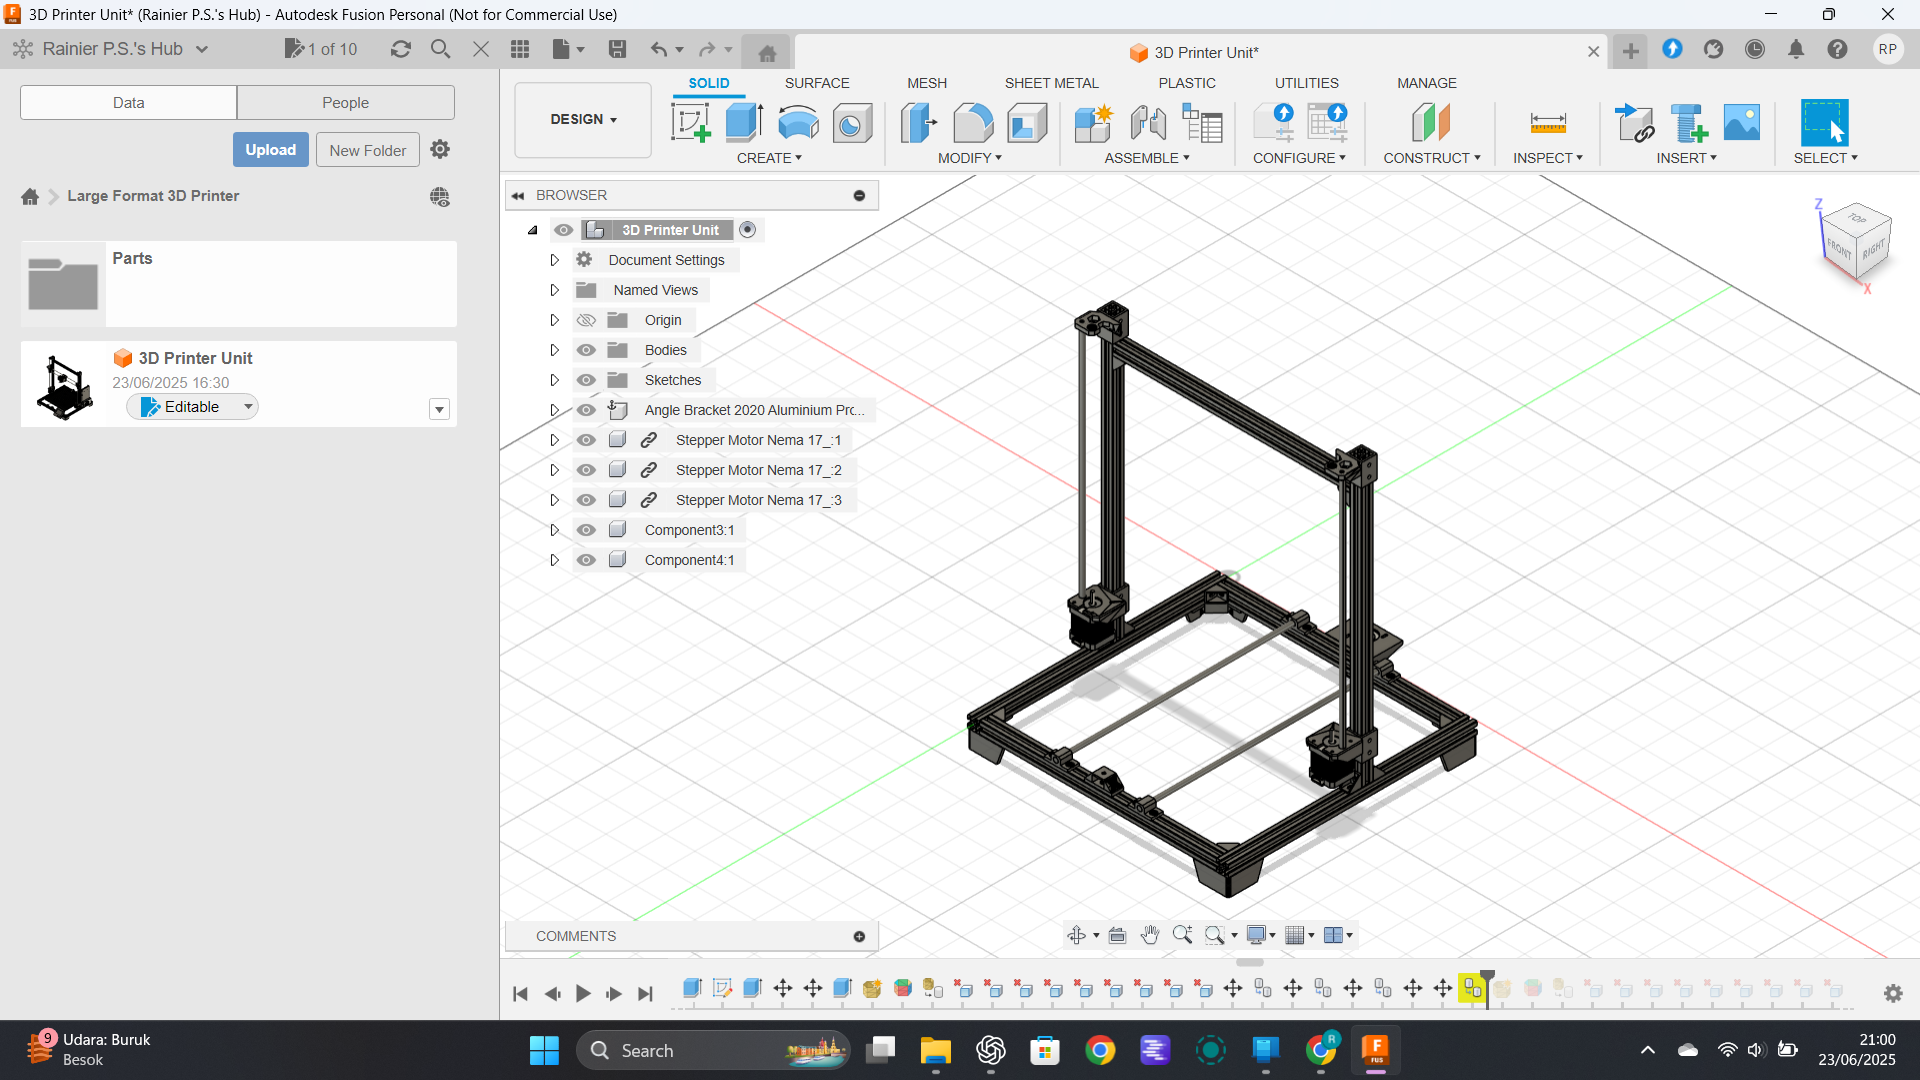 3D Printer Unit* (Rainier P.S.'s Hub) - Autodesk Fusion Personal (Not for Commercial Use)
Rainier P.S.'s Hub
1 of 10
3D Printer Unit*
RP
Data
People
Upload
New Folder
Large Format 3D Printer
Parts
3D Printer Unit
23/06/2025 16:30
Editable
DESIGN
SOLID
SURFACE
MESH
SHEET METAL
PLASTIC
UTILITIES
MANAGE
CREATE
MODIFY
ASSEMBLE
CONFIGURE
CONSTRUCT
INSPECT
INSERT
SELECT
BROWSER
3D Printer Unit
Document Settings
Named Views
Origin
Bodies
Sketches
Angle Bracket 2020 Aluminium Prc...
Stepper Motor Nema 17_:1
Stepper Motor Nema 17_:2
Stepper Motor Nema 17_:3
Component3:1
Component4:1
Z
TOP
FRONT
RIGHT
X
COMMENTS
9
Udara: Buruk
Besok
Search
R
F
FUS
21:00
23/06/2025